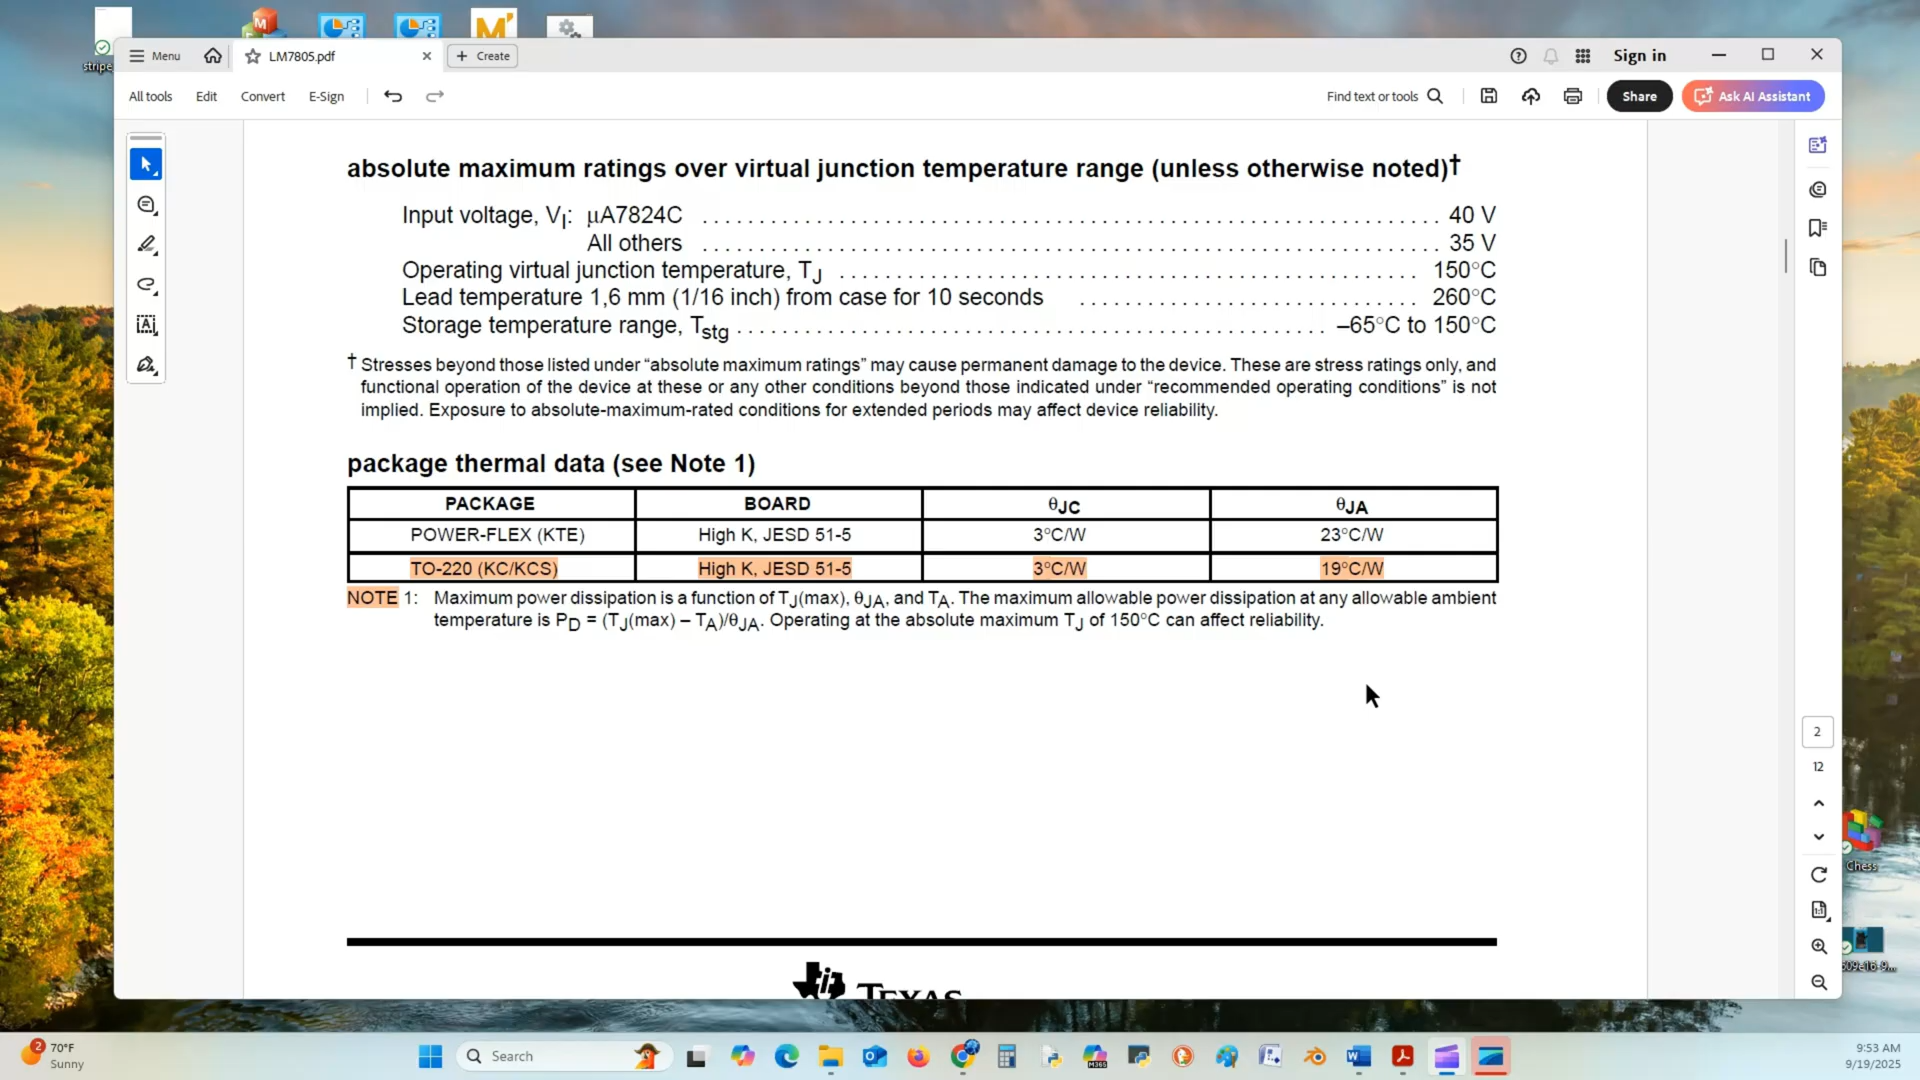 stripe
Menu
LM7805.pdf
Create
Sign in
All tools
Edit
Convert
E-Sign
Find text or tools
Share
Ask AI Assistant
absolute maximum ratings over virtual junction temperature range (unless otherwise noted)†
Input voltage, VI: µA7824C . . . . . . . . . . . . . . . . . . . . . . . . . . . . . . 40 V
All others . . . . . . . . . . . . . . . . . . . . . . . . . . . . . . 35 V
Operating virtual junction temperature, TJ . . . . . . . . . . . . . . . . . . . . . . . . . . . . . . 150°C
Lead temperature 1,6 mm (1/16 inch) from case for 10 seconds . . . . . . . . . . . . . . . . . . . . 260°C
Storage temperature range, Tstg . . . . . . . . . . . . . . . . . . . . . . . . . . . . . . –65°C to 150°C
† Stresses beyond those listed under “absolute maximum ratings” may cause permanent damage to the device. These are stress ratings only, and
functional operation of the device at these or any other conditions beyond those indicated under “recommended operating conditions” is not
implied. Exposure to absolute-maximum-rated conditions for extended periods may affect device reliability.
package thermal data (see Note 1)
PACKAGE BOARD θJC θJA
POWER-FLEX (KTE) High K, JESD 51-5 3°C/W 23°C/W
TO-220 (KC/KCS) High K, JESD 51-5 3°C/W 19°C/W
NOTE 1: Maximum power dissipation is a function of TJ(max), θJA, and TA. The maximum allowable power dissipation at any allowable ambient
temperature is PD = (TJ(max) – TA)/θJA. Operating at the absolute maximum TJ of 150°C can affect reliability.
2
12
Chess
TEXAS
2
70°F
Sunny
Search
M365
9:53 AM
9/19/2025